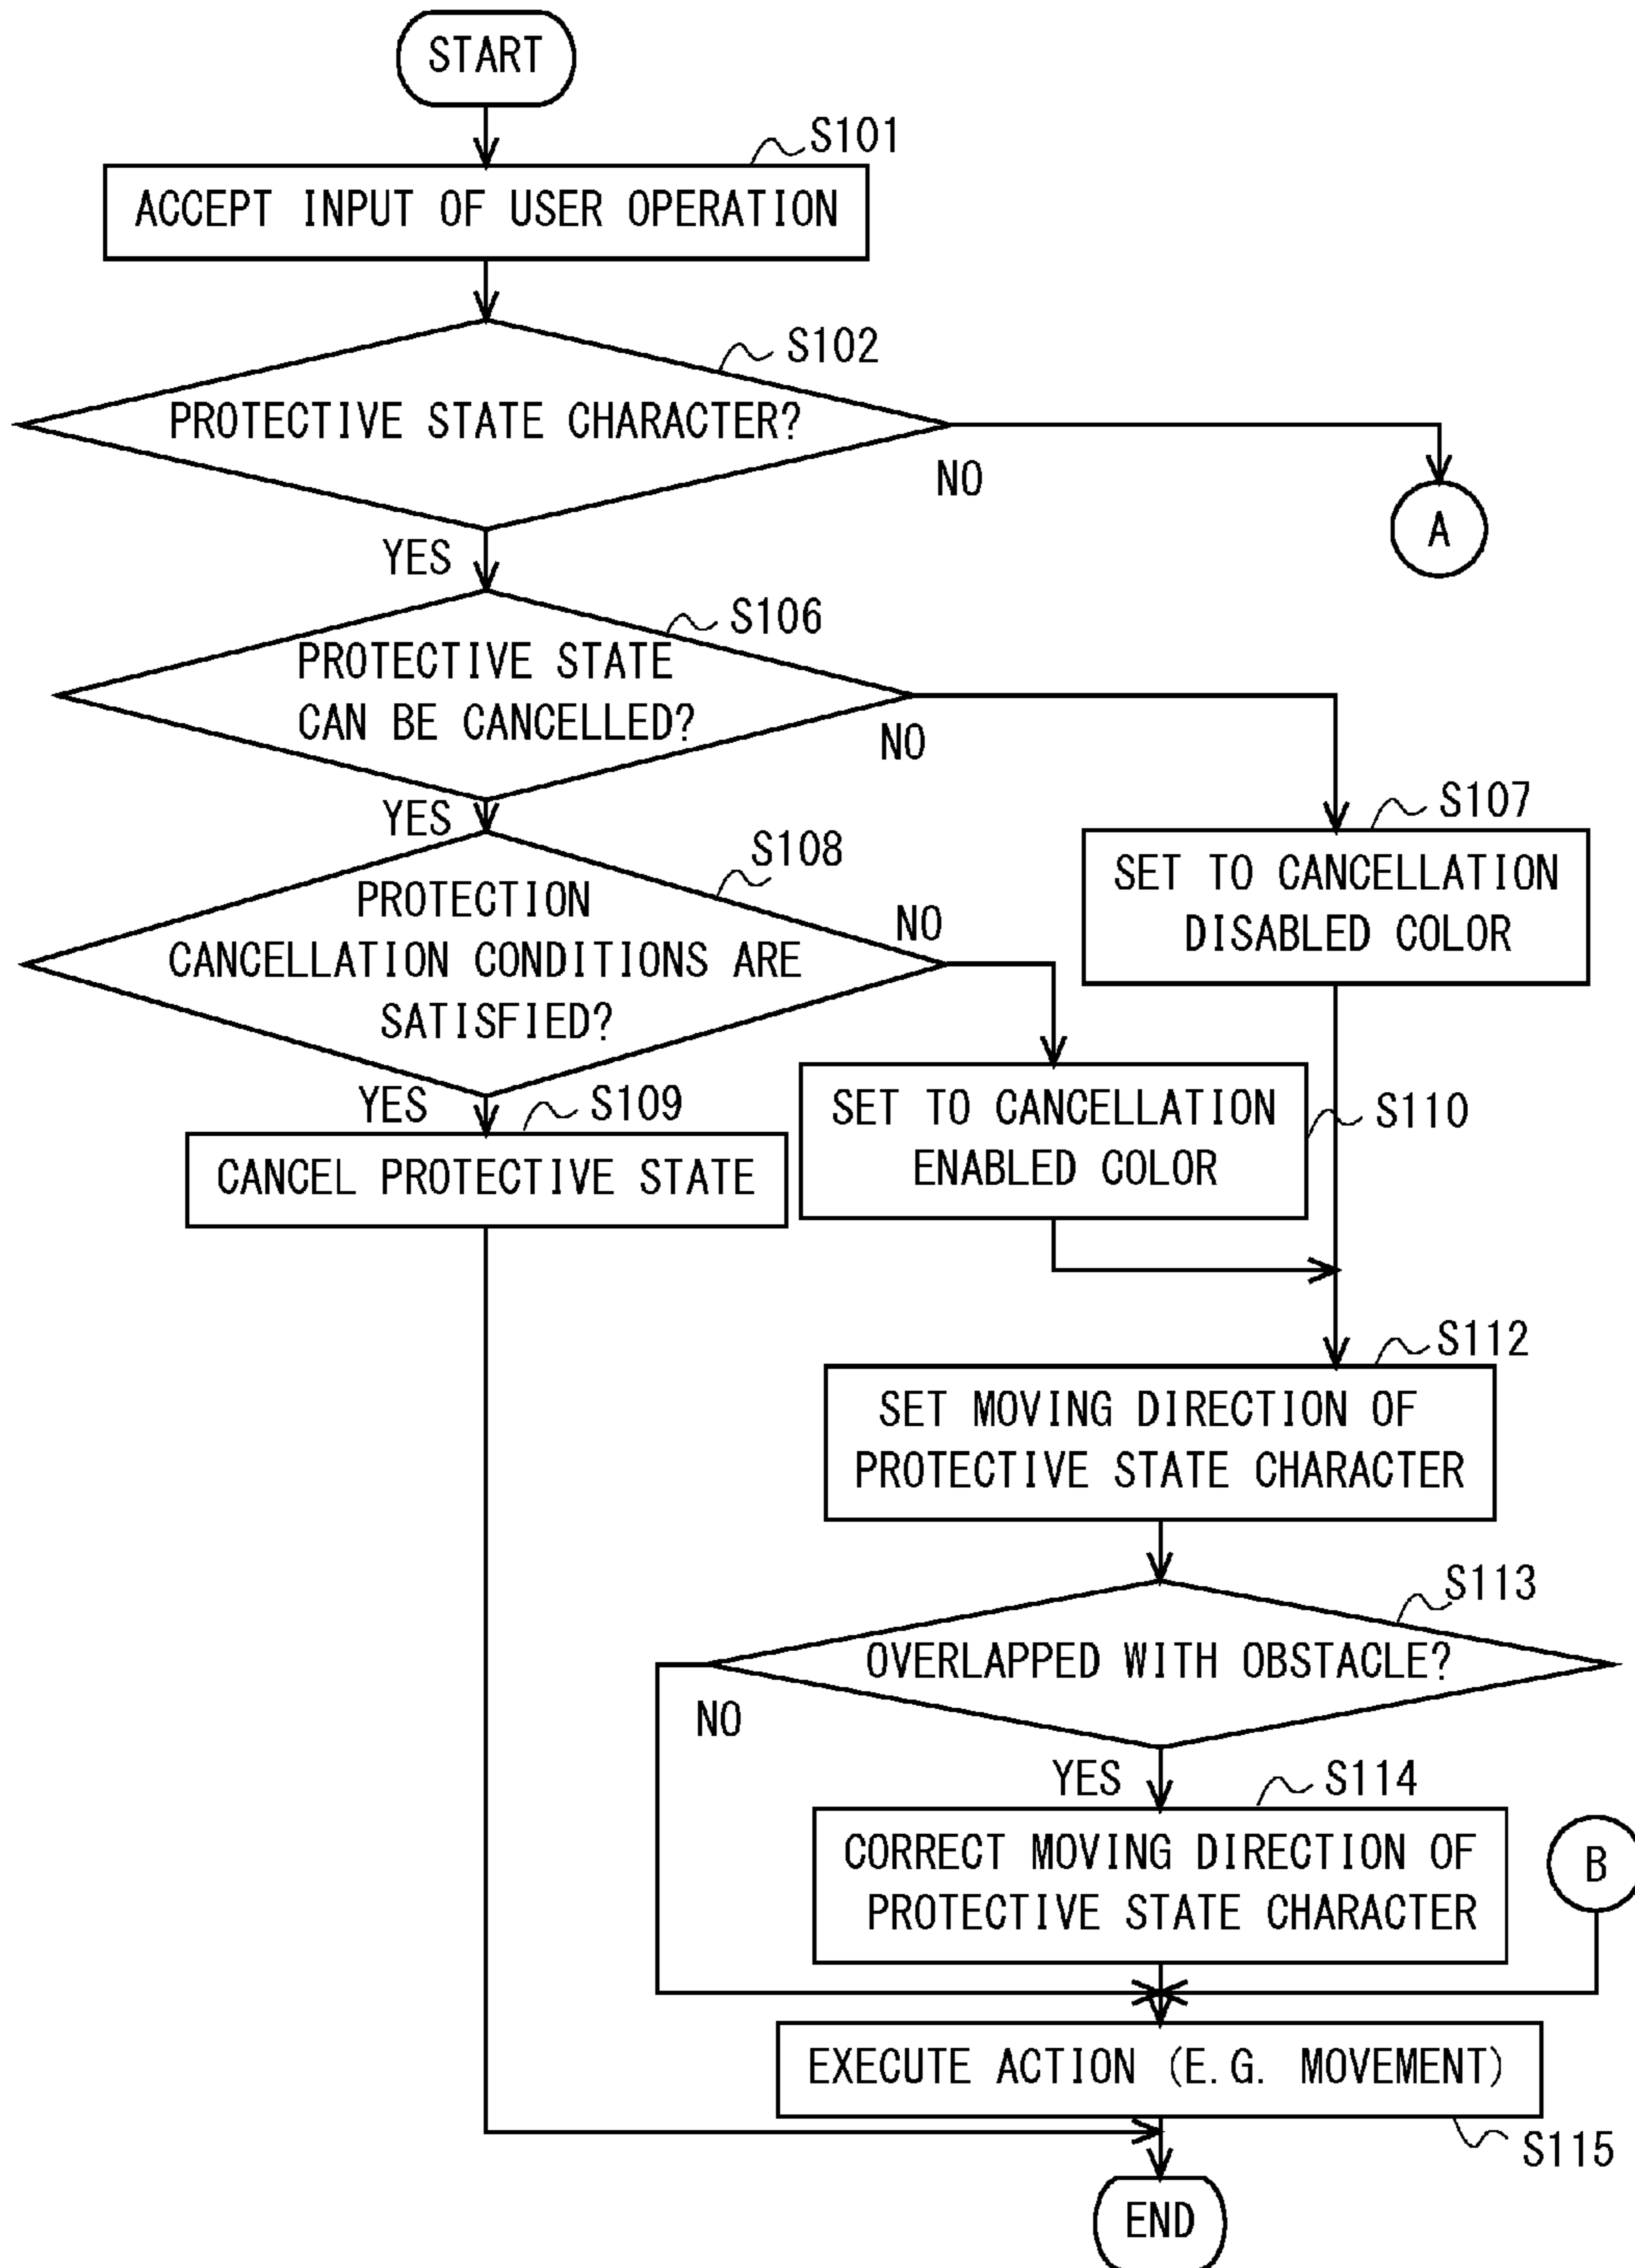 START
S101
ACCEPT INPUT OF USER OPERATION
S102
PROTECTIVE STATE CHARACTER?
NO
A
YES
S106
PROTECTIVE STATE
CAN BE CANCELLED?
NO
YES
S107
SET TO CANCELLATION
DISABLED COLOR
S108
PROTECTION
CANCELLATION CONDITIONS ARE
SATISFIED?
NO
YES
S109
CANCEL PROTECTIVE STATE
SET TO CANCELLATION
ENABLED COLOR
S110
S112
SET MOVING DIRECTION OF
PROTECTIVE STATE CHARACTER
S113
OVERLAPPED WITH OBSTACLE?
NO
YES
S114
CORRECT MOVING DIRECTION OF
PROTECTIVE STATE CHARACTER
B
EXECUTE ACTION (E.G. MOVEMENT)
S115
END